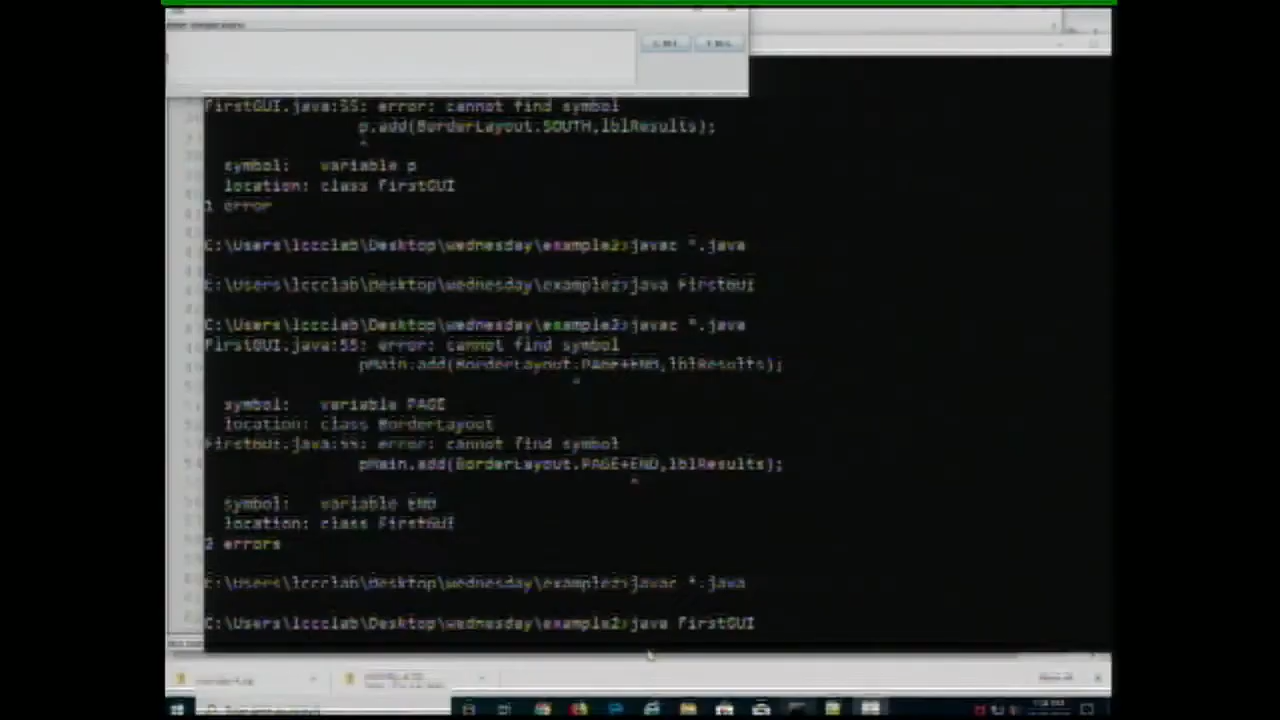 FirstGUI.java:55: error: cannot find symbol
p.add(BorderLayout.SOUTH,lblResults);
^
symbol:   variable p
location: class FirstGUI
1 error
C:\Users\lccclab\Desktop\wednesday\example2>javac *.java
C:\Users\lccclab\Desktop\wednesday\example2>java FirstGUI
C:\Users\lccclab\Desktop\wednesday\example2>javac *.java
FirstGUI.java:55: error: cannot find symbol
pMain.add(BorderLayout.PAGE+END,lblResults);
^
symbol:   variable PAGE
location: class BorderLayout
FirstGUI.java:55: error: cannot find symbol
pMain.add(BorderLayout.PAGE+END,lblResults);
^
symbol:   variable END
location: class FirstGUI
2 errors
C:\Users\lccclab\Desktop\wednesday\example2>javac *.java
C:\Users\lccclab\Desktop\wednesday\example2>java FirstGUI